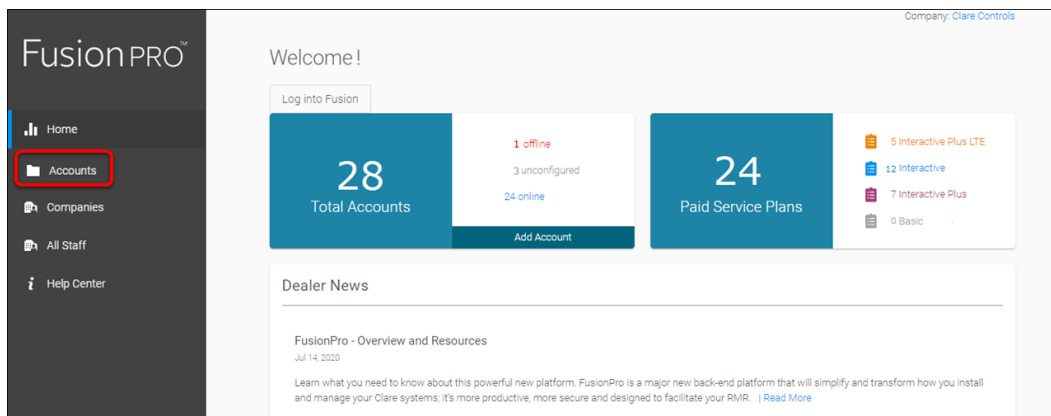 Company: Clare Controls
FusionPRO™
Welcome!
Log into Fusion
Home
Accounts
Companies
All Staff
Help Center
28
Total Accounts
1 offline
3 unconfigured
24 online
Add Account
24
Paid Service Plans
5 Interactive Plus LTE
12 Interactive
7 Interactive Plus
0 Basic
Dealer News
FusionPro - Overview and Resources
Jul 14, 2020
Learn what you need to know about this powerful new platform. FusionPro is a major new back-end platform that will simplify and transform how you install
and manage your Clare systems; it's more productive, more secure and designed to facilitate your RMR. | Read More